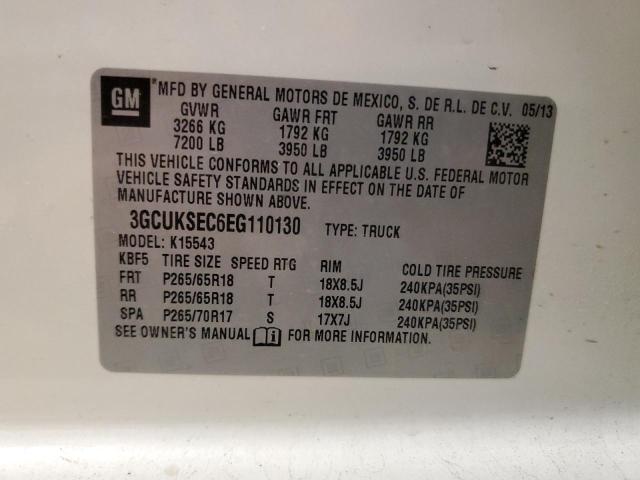 GM
*MFD BY GENERAL MOTORS DE MEXICO, S. DE R.L. DE C.V. 05/13
GVWR GAWR FRT GAWR RR
3266 KG 1792 KG 1792 KG
7200 LB 3950 LB 3950 LB
THIS VEHICLE CONFORMS TO ALL APPLICABLE U.S. FEDERAL MOTOR
VEHICLE SAFETY STANDARDS IN EFFECT ON THE DATE OF
MANUFACTURE SHOWN ABOVE.
3GCUKSEC6EG110130 TYPE: TRUCK
MODEL: K15543
KBF5 TIRE SIZE SPEED RTG RIM COLD TIRE PRESSURE
FRT P265/65R18 T 18X8.5J 240KPA(35PSI)
RR P265/65R18 T 18X8.5J 240KPA(35PSI)
SPA P265/70R17 S 17X7J 240KPA(35PSI)
SEE OWNER'S MANUAL FOR MORE INFORMATION.